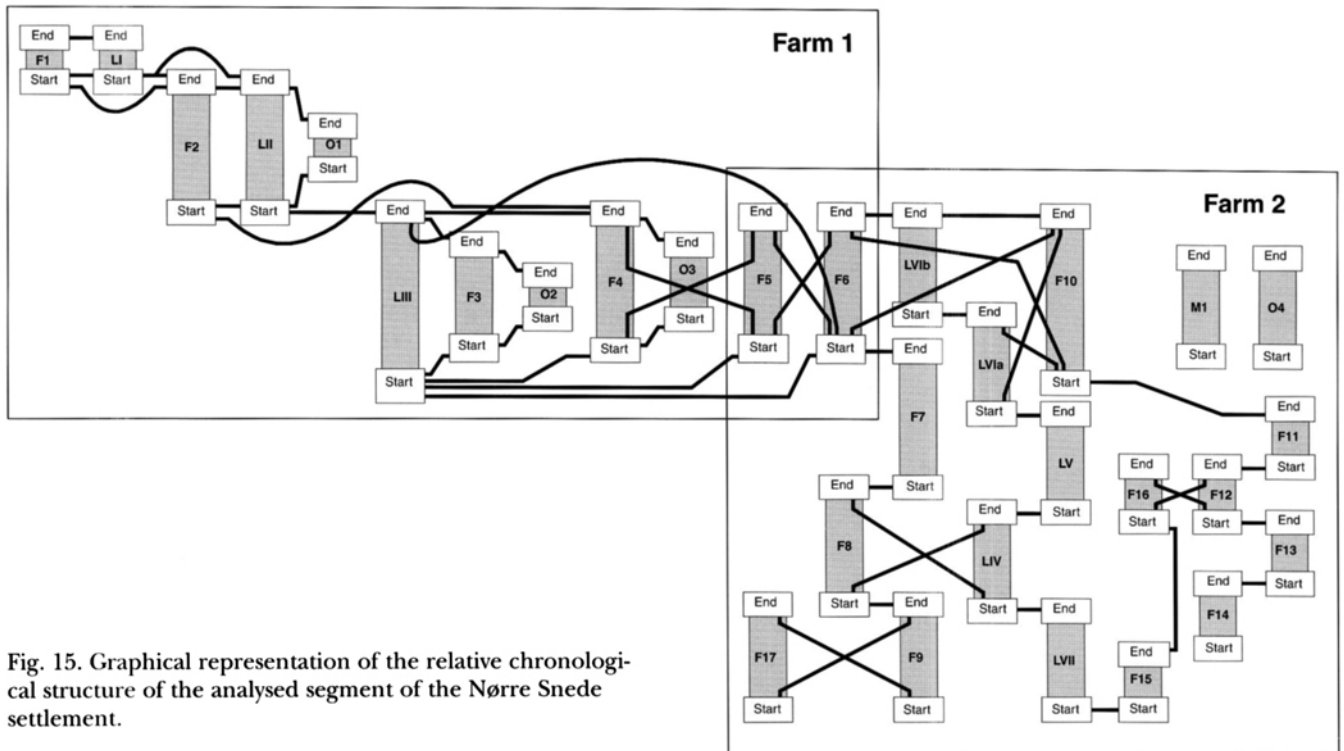 Farm 1
End
F1
Start
End
LI
Start
End
F2
Start
End
LII
Start
End
O1
Start
End
LIII
Start
End
F3
Start
End
O2
Start
End
F4
Start
End
O3
Start
Farm 2
End
F5
Start
End
F6
Start
End
LVIb
Start
End
LVIa
Start
End
F10
Start
M1
Start
End
O4
Start
End
End
F7
Start
End
LV
Start
End
F11
Start
End
F16
Start
End
F12
Start
End
F13
Start
End
F14
Start
End
F8
Start
End
LIV
Start
End
F17
Start
End
F9
Start
End
LVII
Start
End
F15
Start
Fig. 15. Graphical representation of the relative chronologi-
cal structure of the analysed segment of the Nørre Snede
settlement.